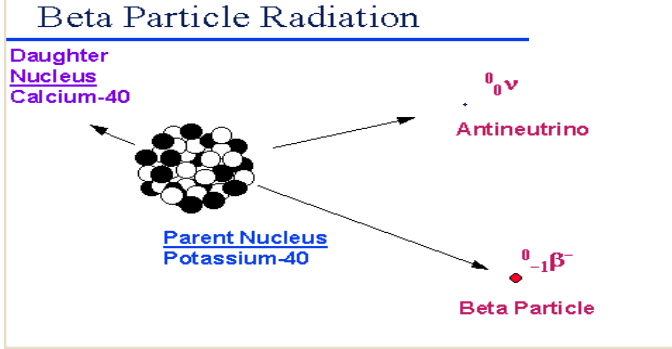 Beta Particle Radiation
Daughter
Nucleus
Calcium-40
⁰₀ν
Antineutrino
Parent Nucleus
Potassium-40
⁰₋₁β⁻
Beta Particle